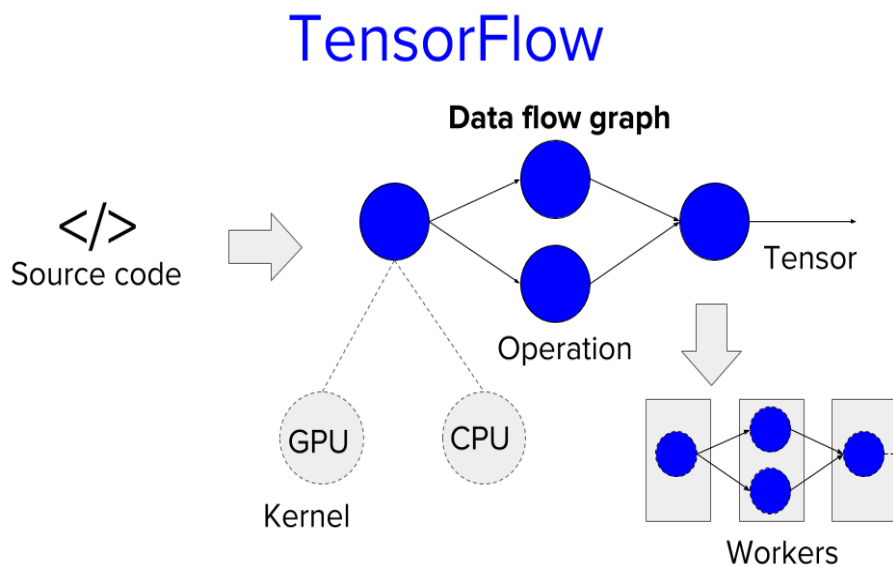 TensorFlow
Data flow graph
</>
Source code
Tensor
Operation
GPU
CPU
Kernel
Workers